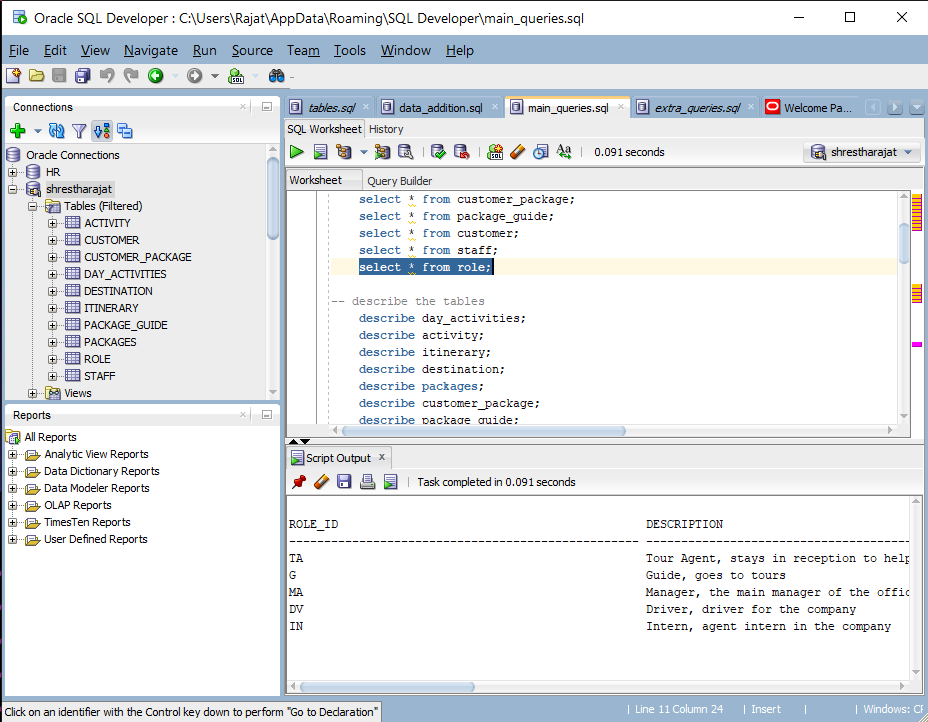 Oracle SQL Developer : C:\Users\Rajat\AppData\Roaming\SQL Developer\main_queries.sql
File Edit View Navigate Run Source Team Tools Window Help
Connections
Oracle Connections
HR
shrestharajat
Tables (Filtered)
ACTIVITY
CUSTOMER
CUSTOMER_PACKAGE
DAY_ACTIVITIES
DESTINATION
ITINERARY
PACKAGE_GUIDE
PACKAGES
ROLE
STAFF
Views
Reports
All Reports
Analytic View Reports
Data Dictionary Reports
Data Modeler Reports
OLAP Reports
TimesTen Reports
User Defined Reports
tables.sql data_addition.sql main_queries.sql extra_queries.sql Welcome Pa...
SQL Worksheet History
0.091 seconds shrestharajat
Worksheet Query Builder
select * from customer_package;
select * from package_guide;
select * from customer;
select * from staff;
select * from role;
-- describe the tables
describe day_activities;
describe activity;
describe itinerary;
describe destination;
describe packages;
describe customer_package;
describe package_guide;
Script Output
Task completed in 0.091 seconds
ROLE_ID DESCRIPTION
TA Tour Agent, stays in reception to help
G Guide, goes to tours
MA Manager, the main manager of the offic
DV Driver, driver for the company
IN Intern, agent intern in the company
Click on an identifier with the Control key down to perform "Go to Declaration"
Line 11 Column 24 Insert Windows: CR